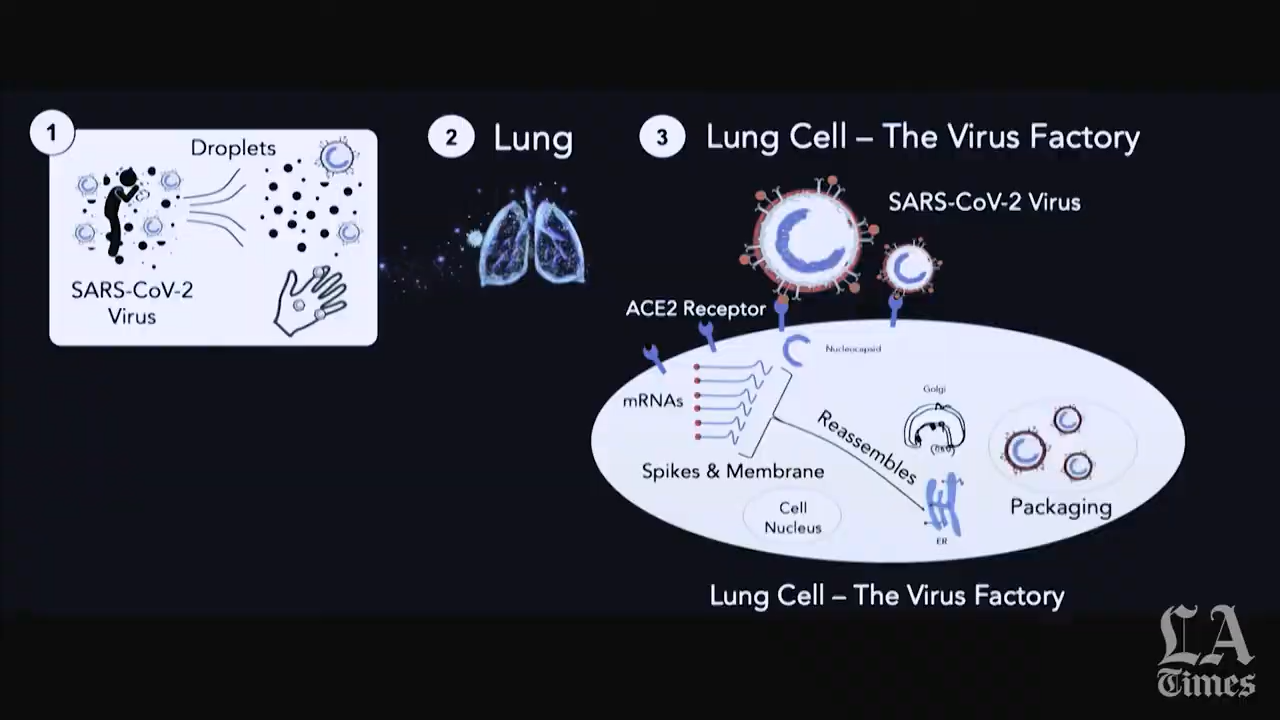 1
Droplets
SARS-CoV-2
Virus
2
Lung
3
Lung Cell – The Virus Factory
SARS-CoV-2 Virus
ACE2 Receptor
Nucleocapsid
mRNAs
Spikes & Membrane
Reassembles
Golgi
ER
Cell
Nucleus
Packaging
Lung Cell – The Virus Factory
LA
Times